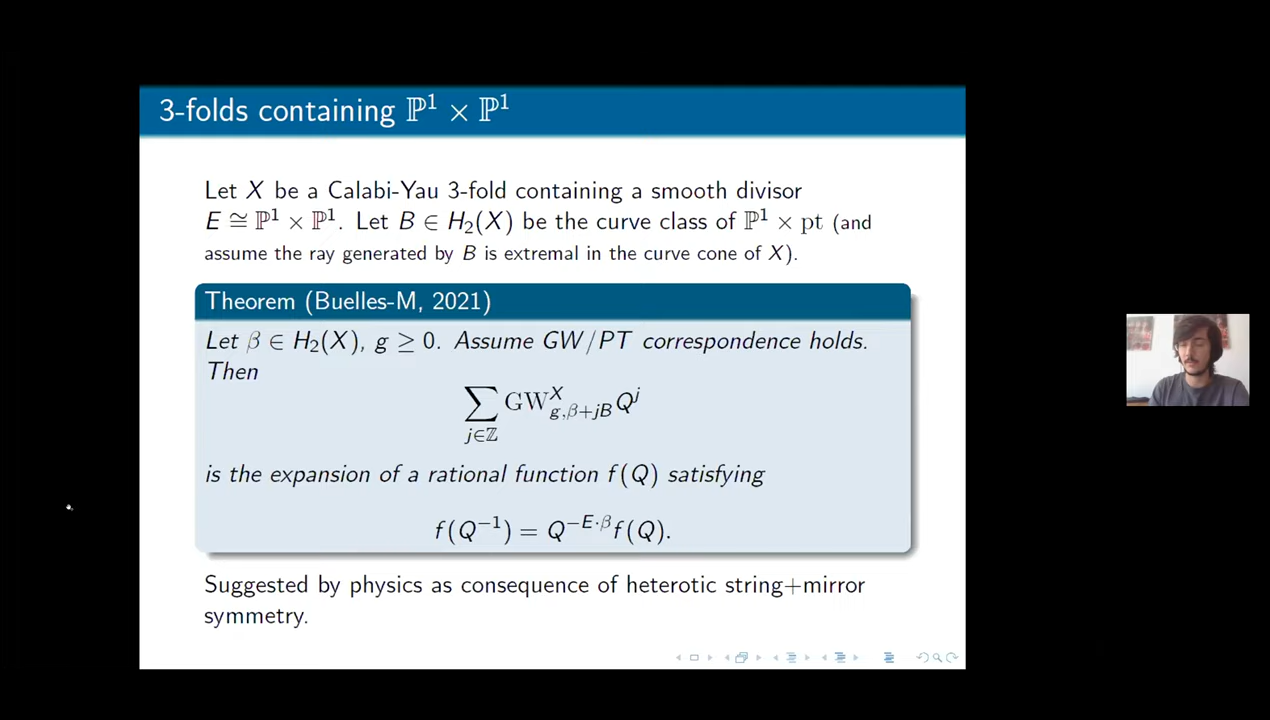 3-folds containing ℙ¹ × ℙ¹
Let X be a Calabi-Yau 3-fold containing a smooth divisor
E ≅ ℙ¹ × ℙ¹. Let B ∈ H₂(X) be the curve class of ℙ¹ × pt (and
assume the ray generated by B is extremal in the curve cone of X).
Theorem (Buelles-M, 2021)
Let β ∈ H₂(X), g ≥ 0. Assume GW/PT correspondence holds.
Then
∑_{j∈ℤ} GW^X_{g,β+jB} Q^j
is the expansion of a rational function f(Q) satisfying
f(Q⁻¹) = Q^{−E·β} f(Q).
Suggested by physics as consequence of heterotic string+mirror
symmetry.